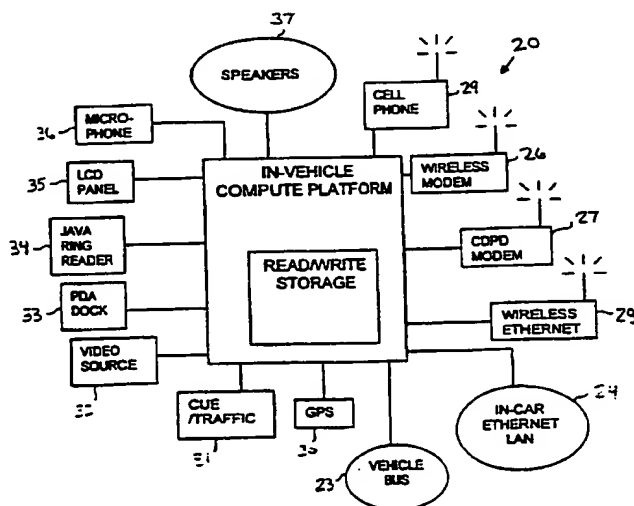 37
SPEAKERS
20
CELL
PHONE
29
36
MICRO-
PHONE
35
LCD
PANEL
IN-VEHICLE
COMPUTE PLATFORM
WIRELESS
MODEM
26
34
JAVA
RING
READER
READ/WRITE
STORAGE
CDPD
MODEM
27
33
PDA
DOCK
WIRELESS
ETHERNET
29
VIDEO
SOURCE
CUE
/TRAFFIC
GPS
IN-CAR
ETHERNET
LAN
24
23
VEHICLE
BUS